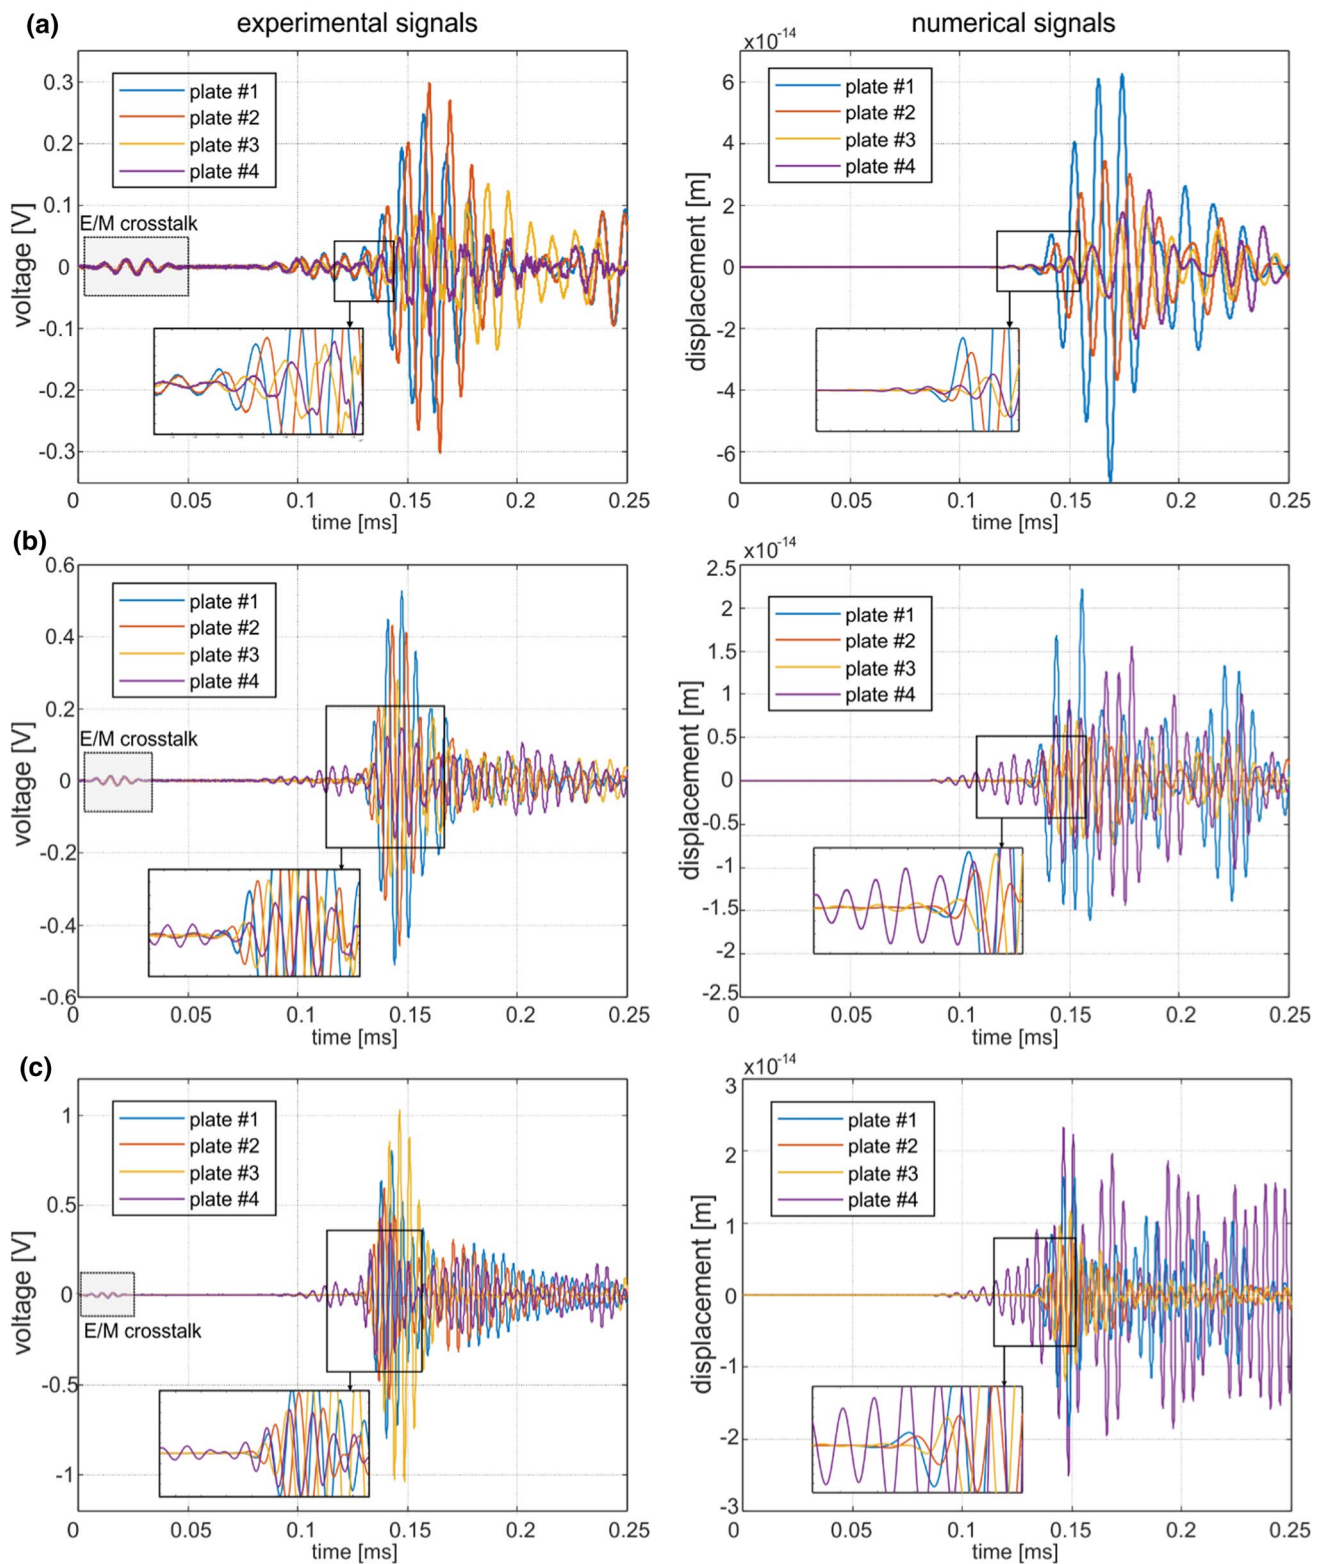 (a)
experimental signals
numerical signals
x10-14
0.3
0.2
0.1
0
-0.1
-0.2
-0.3
voltage [V]
plate #1
plate #2
plate #3
plate #4
E/M crosstalk
0 0.05 0.1 0.15 0.2 0.25
time [ms]
6
4
2
0
-2
-4
-6
displacement [m]
plate #1
plate #2
plate #3
plate #4
0 0.05 0.1 0.15 0.2 0.25
time [ms]
(b)
0.6
0.4
0.2
0
-0.2
-0.4
-0.6
voltage [V]
plate #1
plate #2
plate #3
plate #4
E/M crosstalk
0 0.05 0.1 0.15 0.2 0.25
time [ms]
x10-14
2.5
2
1.5
1
0.5
0
-0.5
-1
-1.5
-2
-2.5
displacement [m]
plate #1
plate #2
plate #3
plate #4
0 0.05 0.1 0.15 0.2 0.25
time [ms]
(c)
1
0.5
0
-0.5
-1
voltage [V]
plate #1
plate #2
plate #3
plate #4
E/M crosstalk
0 0.05 0.1 0.15 0.2 0.25
time [ms]
x10-14
3
2
1
0
-1
-2
-3
displacement [m]
plate #1
plate #2
plate #3
plate #4
0 0.05 0.1 0.15 0.2 0.25
time [ms]